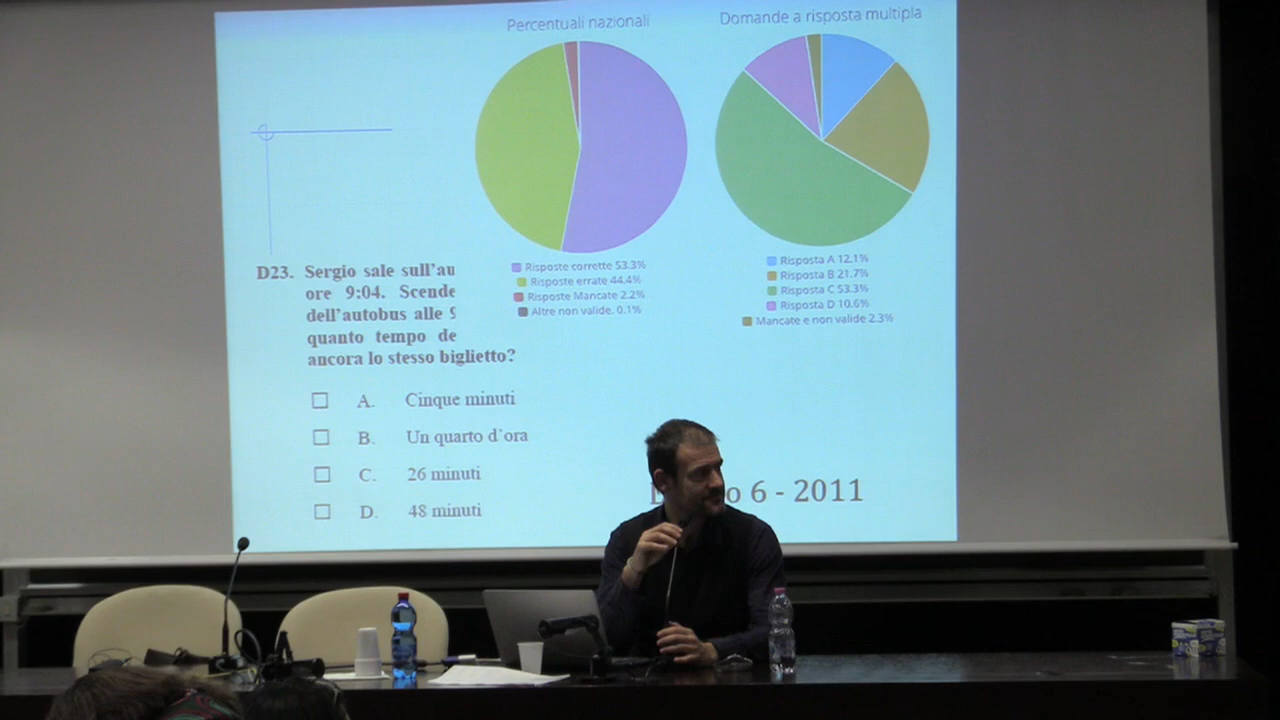 Percentuali nazionali
Risposte corrette 53.3%
Risposte errate 44,4%
Risposte Mancate 2.2%
Altre non valide. 0.1%
Domande a risposta multipla
Risposta A 12.1%
Risposta B 21.7%
Risposta C 53.3%
Risposta D 10.6%
Mancate e non valide 2.3%
D23. Sergio sale sull'au
ore 9:04. Scende
dell'autobus alle 9
quanto tempo de
ancora lo stesso biglietto?
A. Cinque minuti
B. Un quarto d'ora
C. 26 minuti
D. 48 minuti
6 - 2011